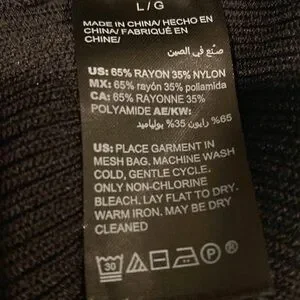 L / G
MADE IN CHINA/ HECHO EN
CHINA/ FABRIQUÉ EN
CHINE/
صنع في الصين
US: 65% RAYON 35% NYLON
MX: 65% rayón 35% poliamida
CA: 65% RAYONNE 35%
POLYAMIDE AE/KW:
65% رايون 35% بولياميد
US: PLACE GARMENT IN
MESH BAG, MACHINE WASH
COLD, GENTLE CYCLE.
ONLY NON-CHLORINE
BLEACH. LAY FLAT TO DRY.
WARM IRON. MAY BE DRY
CLEANED
30
P